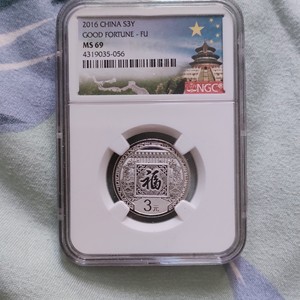 2016 CHINA S3Y
GOOD FORTUNE - FU
MS 69
4319035-056
NGC
福
3元